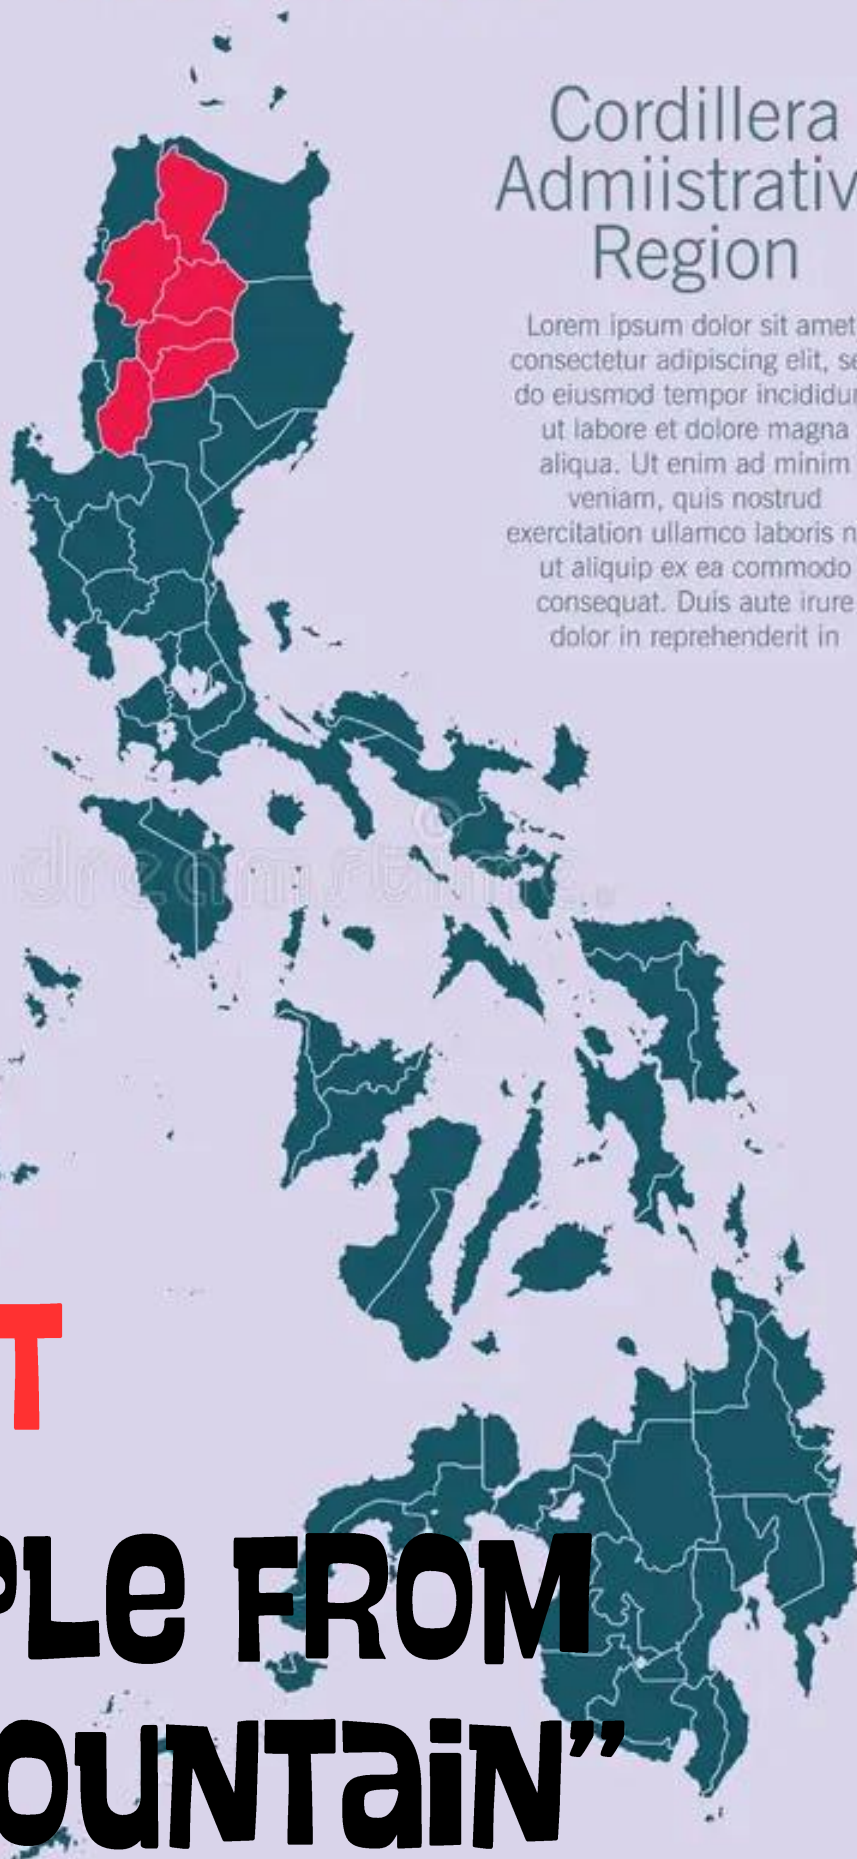 Cordillera
Admiistrativ
Region
Lorem ipsum dolor sit amet
consectetur adipiscing elit, se
do eiusmod tempor incididun
ut labore et dolore magna
aliqua. Ut enim ad minim
veniam, quis nostrud
exercitation ullamco laboris n
ut aliquip ex ea commodo
consequat. Duis aute irure
dolor in reprehenderit in
dreamstime.
T
PLe FROM
OUNTaiN”